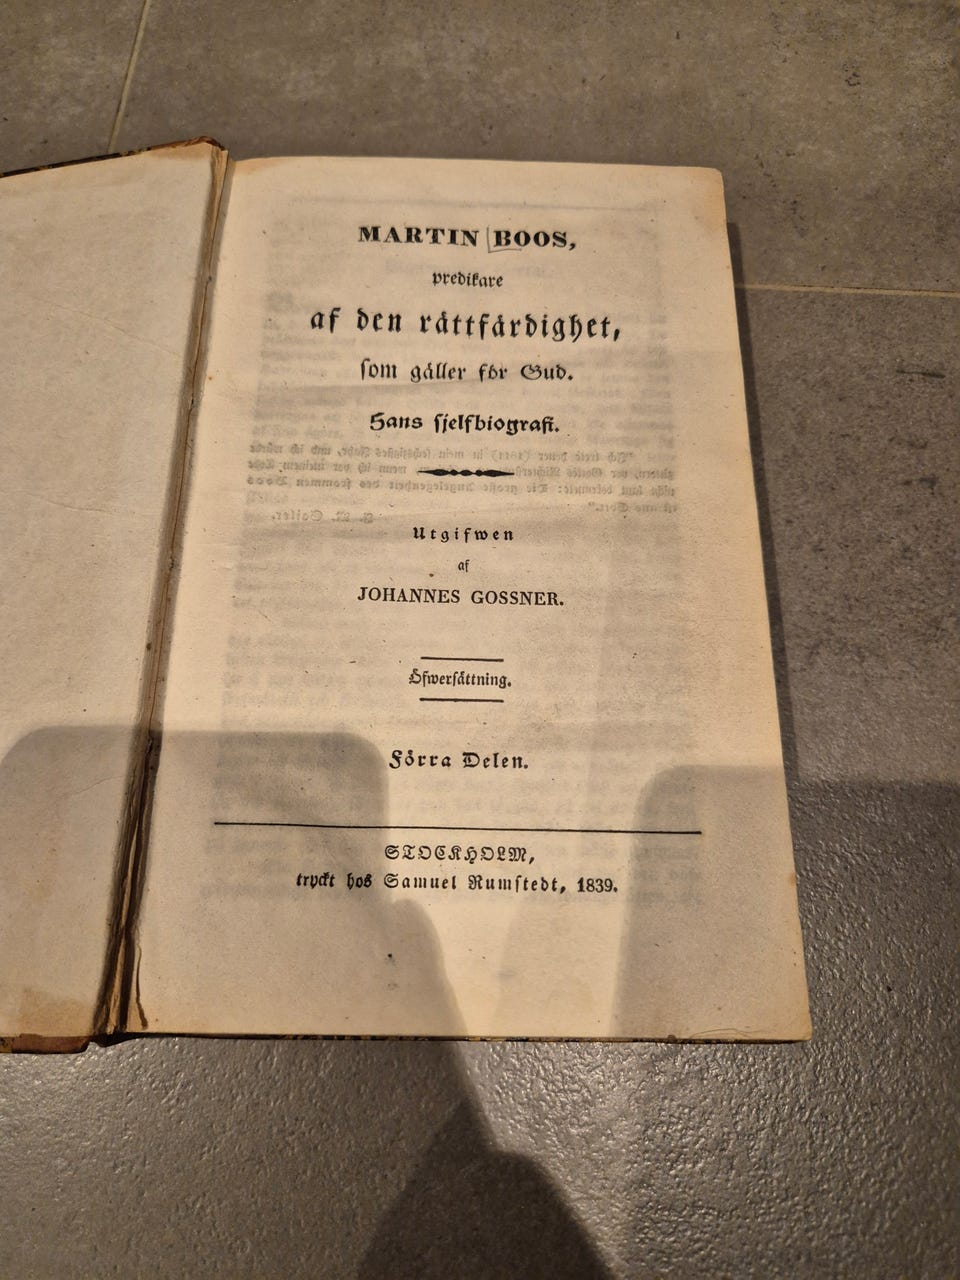 MARTIN BOOS,
predikare
af den rättfärdighet,
som gäller för Gud.
Hans sjelfbiografi.
Utgifwen
af
JOHANNES GOSSNER.
Öfwersättning.
Förra Delen.
STOCKHOLM,
tryckt hos Samuel Rumstedt, 1839.